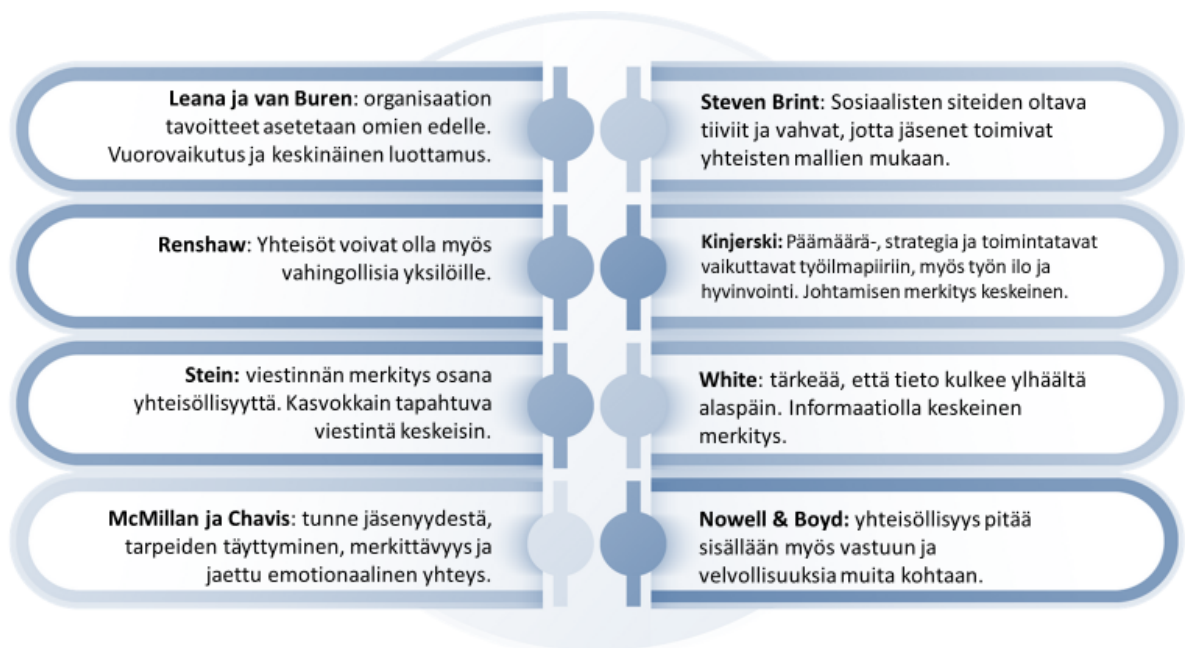 Leana ja van Buren: organisaation
tavoitteet asetetaan omien edelle.
Vuorovaikutus ja keskinäinen luottamus.
Steven Brint: Sosiaalisten siteiden oltava
tiiviit ja vahvat, jotta jäsenet toimivat
yhteisten mallien mukaan.
Renshaw: Yhteisöt voivat olla myös
vahingollisia yksilöille.
Kinjerski: Päämäärä-, strategia ja toimintatavat
vaikuttavat työilmapiiriin, myös työn ilo ja
hyvinvointi. Johtamisen merkitys keskeinen.
Stein: viestinnän merkitys osana
yhteisöllisyyttä. Kasvokkain tapahtuva
viestintä keskeisin.
White: tärkeää, että tieto kulkee ylhäältä
alaspäin. Informaatiolla keskeinen
merkitys.
McMillan ja Chavis: tunne jäsenyydestä,
tarpeiden täyttyminen, merkittävyys ja
jaettu emotionaalinen yhteys.
Nowell & Boyd: yhteisöllisyys pitää
sisällään myös vastuun ja
velvollisuuksia muita kohtaan.